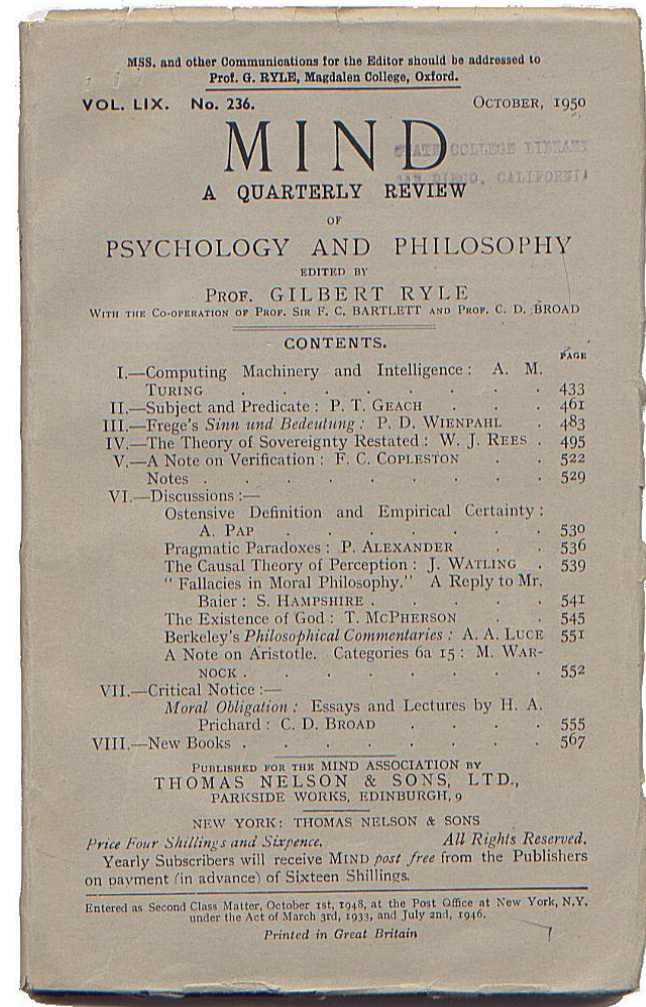 MSS. and other Communications for the Editor should be addressed to
Prof. G. RYLE, Magdalen College, Oxford.
VOL. LIX. No. 236. OCTOBER, 1950
MIND
STATE COLLEGE LIBRARY
SAN DIEGO, CALIFORNIA
A QUARTERLY REVIEW
OF
PSYCHOLOGY AND PHILOSOPHY
EDITED BY
PROF. GILBERT RYLE
WITH THE CO-OPERATION OF PROF. SIR F. C. BARTLETT AND PROF. C. D. BROAD
CONTENTS.
PAGE
I.—Computing Machinery and Intelligence : A. M.
TURING . . . . . . . . 433
II.—Subject and Predicate : P. T. GEACH . . . 461
III.—Frege's Sinn und Bedeutung : P. D. WIENPAHL . 483
IV.—The Theory of Sovereignty Restated : W. J. REES . 495
V.—A Note on Verification : F. C. COPLESTON . . 522
Notes . . . . . . . . . 529
VI.—Discussions :—
Ostensive Definition and Empirical Certainty :
A. PAP . . . . . . . 530
Pragmatic Paradoxes : P. ALEXANDER . . 536
The Causal Theory of Perception : J. WATLING . 539
" Fallacies in Moral Philosophy." A Reply to Mr.
Baier : S. HAMPSHIRE . . . . . 541
The Existence of God : T. MCPHERSON . . 545
Berkeley's Philosophical Commentaries : A. A. LUCE 551
A Note on Aristotle. Categories 6a 15 : M. WAR-
NOCK . . . . . . . . 552
VII.—Critical Notice :—
Moral Obligation : Essays and Lectures by H. A.
Prichard : C. D. BROAD . . . . 555
VIII.—New Books . . . . . . . . 567
PUBLISHED FOR THE MIND ASSOCIATION BY
THOMAS NELSON & SONS, LTD.,
PARKSIDE WORKS, EDINBURGH, 9
NEW YORK: THOMAS NELSON & SONS
Price Four Shillings and Sixpence. All Rights Reserved.
Yearly Subscribers will receive MIND post free from the Publishers
on payment (in advance) of Sixteen Shillings.
Entered as Second Class Matter, October 1st, 1948, at the Post Office at New York, N.Y.
under the Act of March 3rd, 1933, and July 2nd, 1946.
Printed in Great Britain